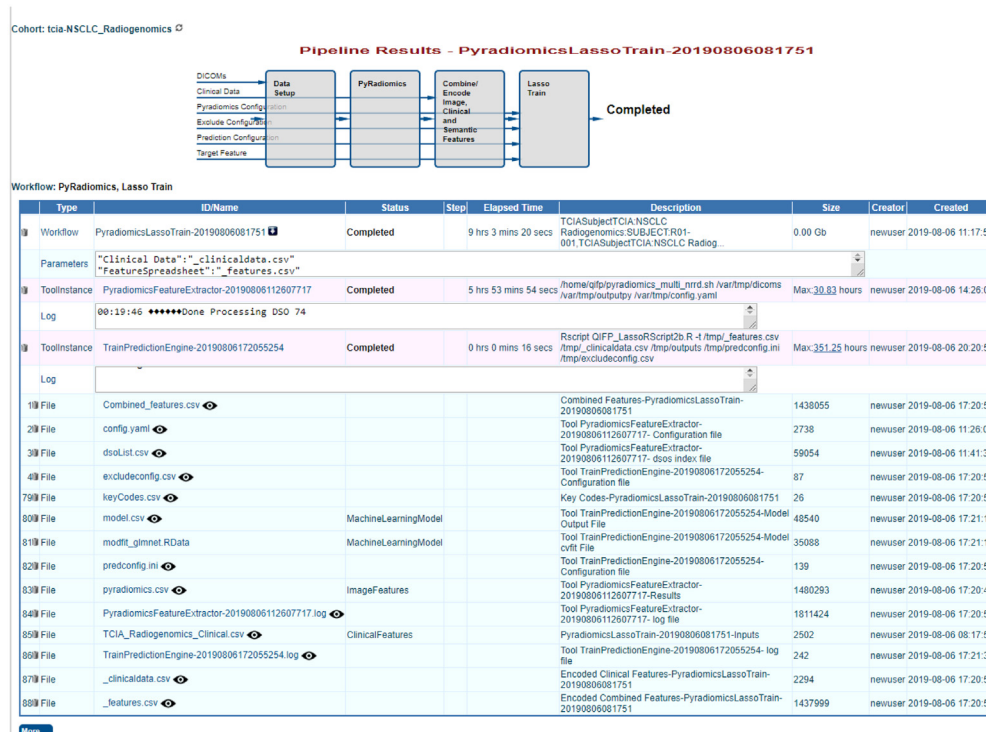 Cohort: tcia-NSCLC_Radiogenomics
Pipeline Results - PyradiomicsLassoTrain-20190806081751
DICOMs
Clinical Data
Pyradiomics Configuration
Exclude Configuration
Prediction Configuration
Target Feature
Data
Setup
PyRadiomics
Combine/
Encode
Image,
Clinical
and
Semantic
Features
Lasso
Train
Completed
Workflow: PyRadiomics, Lasso Train
Type ID/Name Status Step Elapsed Time Description Size Creator Created
Workflow PyradiomicsLassoTrain-20190806081751 Completed 9 hrs 3 mins 20 secs TCIASubjectTCIA:NSCLC
Radiogenomics:SUBJECT:R01-
001,TCIASubjectTCIA:NSCLC Radiog... 0.00 Gb newuser 2019-08-06 11:17:5
Parameters "Clinical Data":"_clinicaldata.csv"
"FeatureSpreadsheet":"_features.csv"
ToolInstance PyradiomicsFeatureExtractor-20190806112607717 Completed 5 hrs 53 mins 54 secs /home/qifp/pyradiomics_multi_nrrd.sh /var/tmp/dicoms
/var/tmp/outputpy /var/tmp/config.yaml Max:30.83 hours newuser 2019-08-06 14:26:0
Log 00:19:46 ♦♦♦♦♦♦Done Processing DSO 74
ToolInstance TrainPredictionEngine-20190806172055254 Completed 0 hrs 0 mins 16 secs Rscript QIFP_LassoRScript2b.R -t /tmp/_features.csv
/tmp/_clinicaldata.csv /tmp/outputs /tmp/predconfig.ini
/tmp/excludeconfig.csv Max:351.25 hours newuser 2019-08-06 20:20:5
Log
1 File Combined_features.csv Combined Features-PyradiomicsLassoTrain-
20190806081751 1438055 newuser 2019-08-06 17:20:5
2 File config.yaml Tool PyradiomicsFeatureExtractor-
20190806112607717- Configuration file 2738 newuser 2019-08-06 11:26:0
3 File dsoList.csv Tool PyradiomicsFeatureExtractor-
20190806112607717- dsos index file 59054 newuser 2019-08-06 11:41:3
4 File excludeconfig.csv Tool TrainPredictionEngine-20190806172055254-
Configuration file 87 newuser 2019-08-06 17:20:5
79 File keyCodes.csv Key Codes-PyradiomicsLassoTrain-20190806081751 26 newuser 2019-08-06 17:20:5
80 File model.csv MachineLearningModel Tool TrainPredictionEngine-20190806172055254-Model
Output File 48540 newuser 2019-08-06 17:21:1
81 File modfit_glmnet.RData MachineLearningModel Tool TrainPredictionEngine-20190806172055254-Model
cvfit File 35088 newuser 2019-08-06 17:21:1
82 File predconfig.ini Tool TrainPredictionEngine-20190806172055254-
Configuration file 139 newuser 2019-08-06 17:20:5
83 File pyradiomics.csv ImageFeatures Tool PyradiomicsFeatureExtractor-
20190806112607717-Results 1480293 newuser 2019-08-06 17:20:4
84 File PyradiomicsFeatureExtractor-20190806112607717.log Tool PyradiomicsFeatureExtractor-
20190806112607717- log file 1811424 newuser 2019-08-06 17:20:5
85 File TCIA_Radiogenomics_Clinical.csv ClinicalFeatures PyradiomicsLassoTrain-20190806081751-Inputs 2502 newuser 2019-08-06 08:17:5
86 File TrainPredictionEngine-20190806172055254.log Tool TrainPredictionEngine-20190806172055254- log
file 242 newuser 2019-08-06 17:21:3
87 File _clinicaldata.csv Encoded Clinical Features-PyradiomicsLassoTrain-
20190806081751 2294 newuser 2019-08-06 17:20:5
88 File _features.csv Encoded Combined Features-PyradiomicsLassoTrain-
20190806081751 1437999 newuser 2019-08-06 17:20:5
More